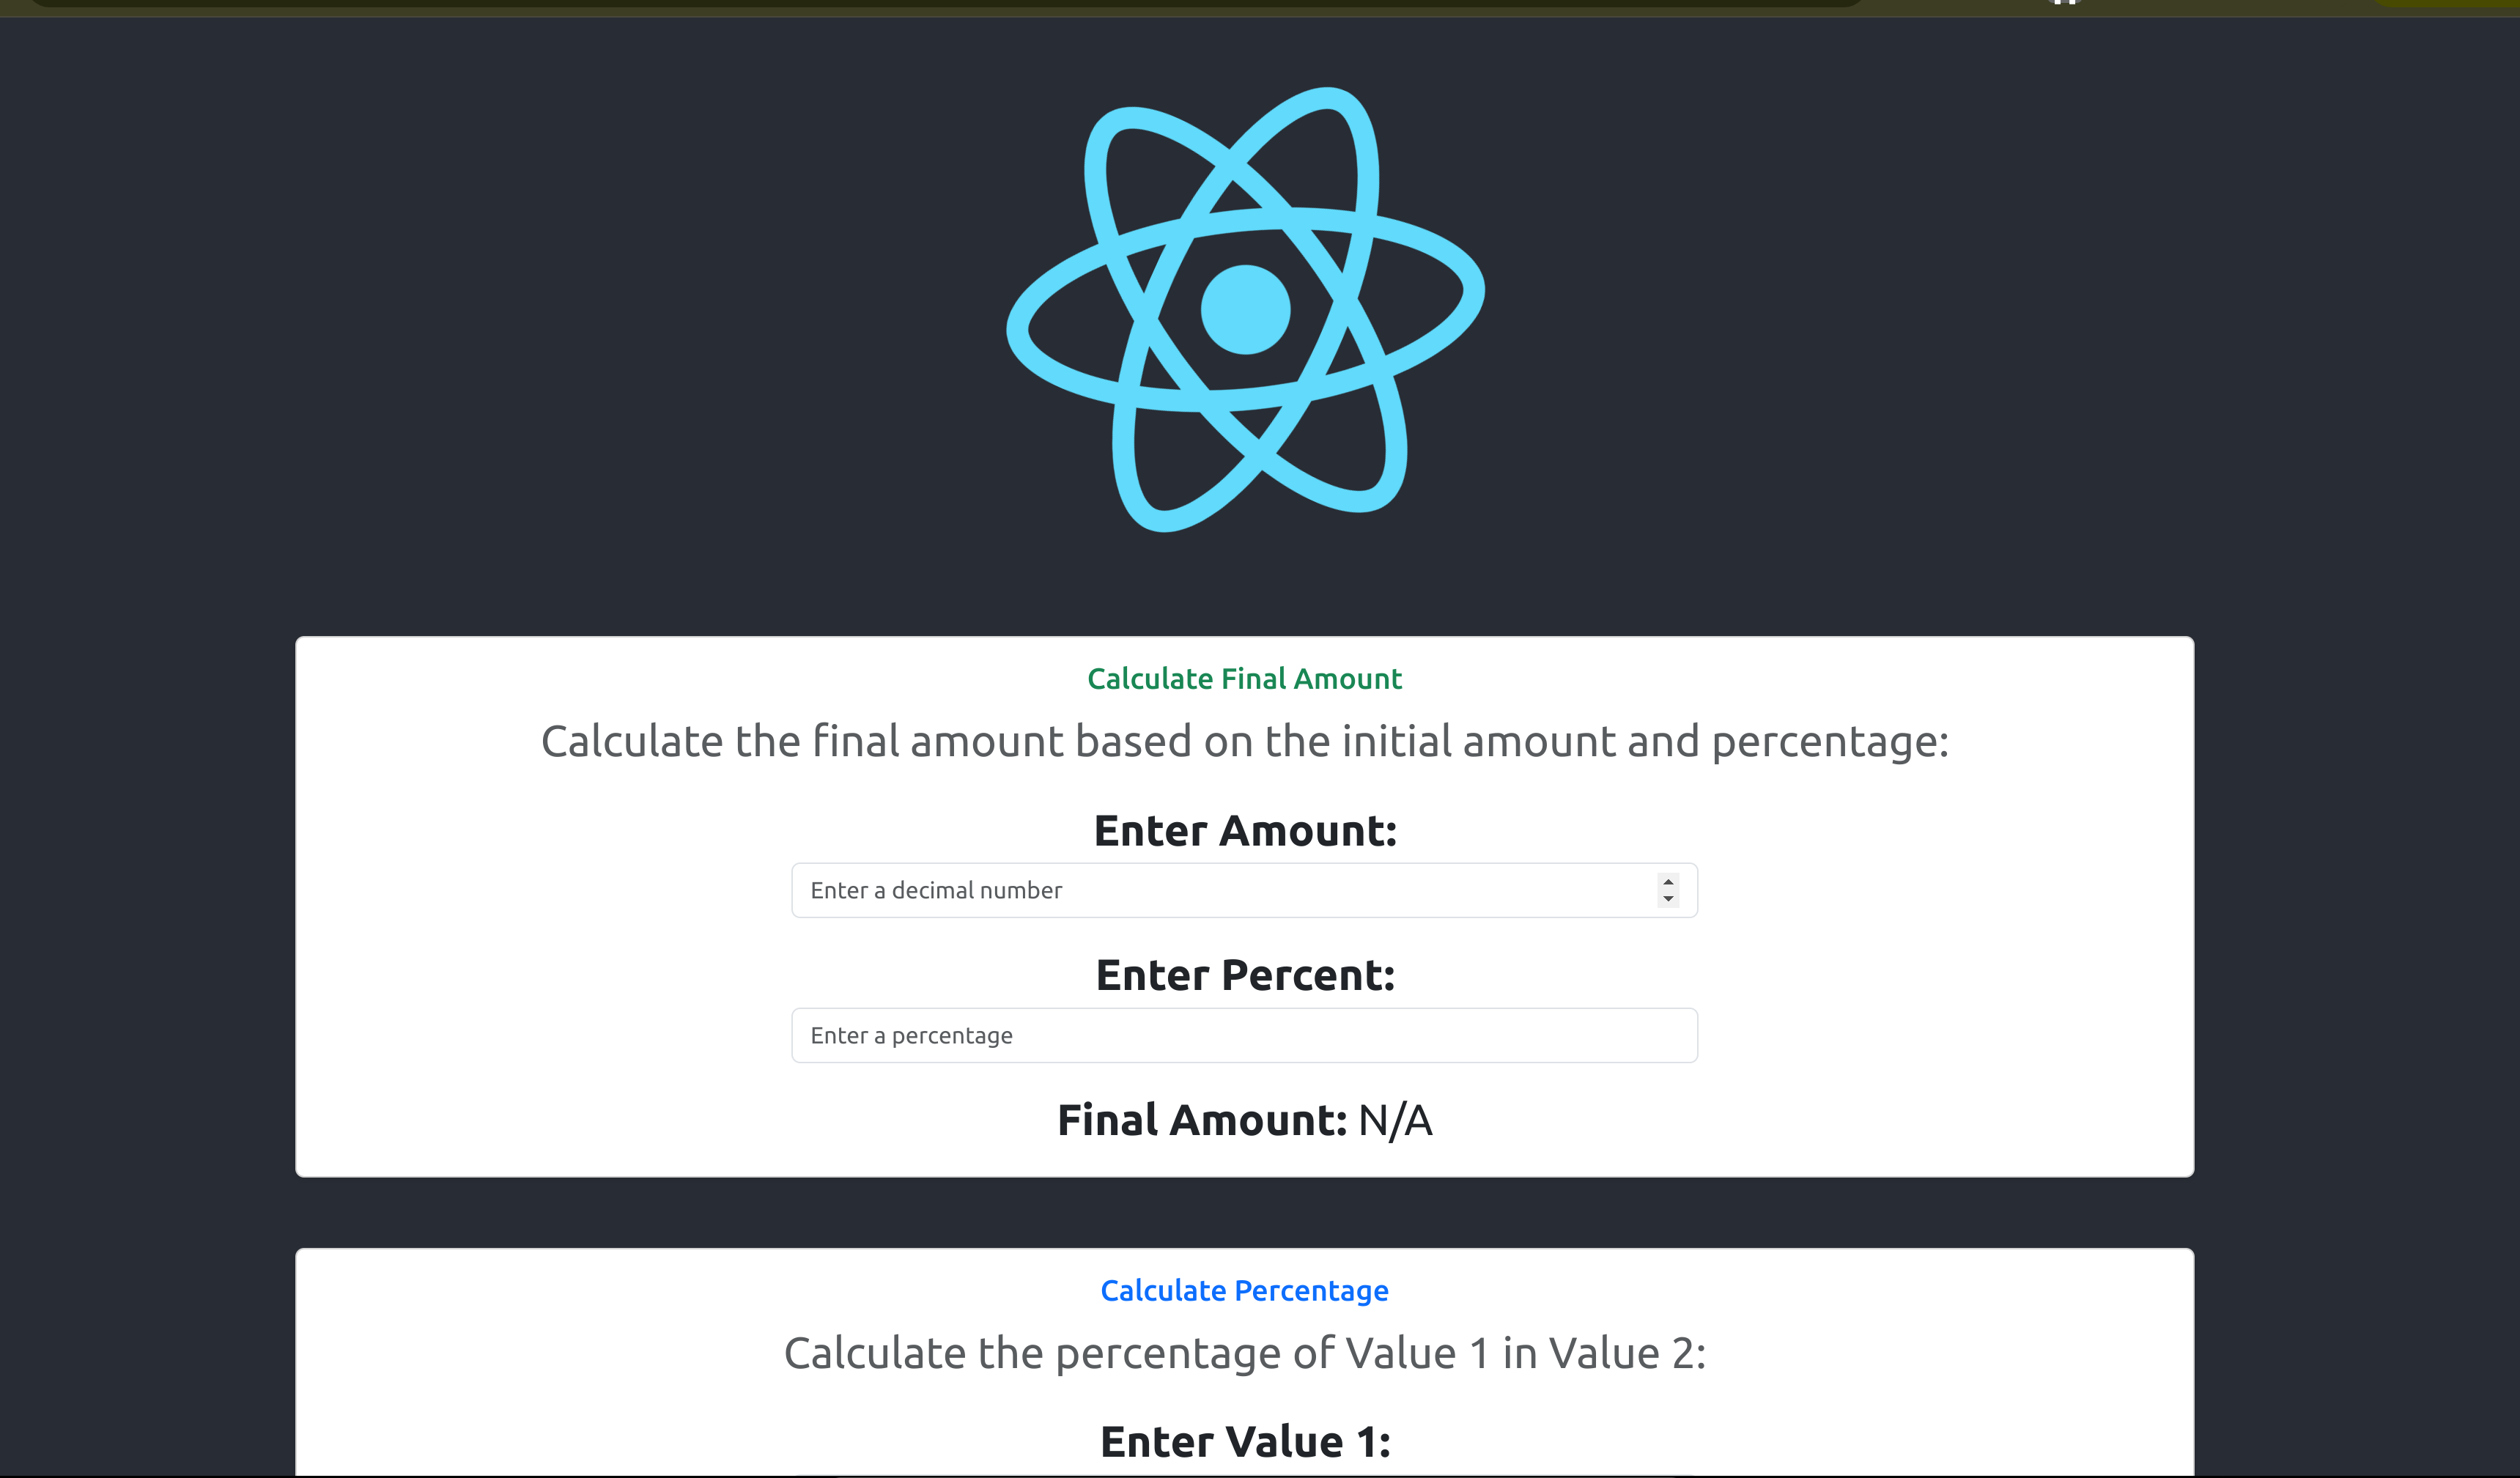 Calculate Final Amount
Calculate the final amount based on the initial amount and percentage:
Enter Amount:
Enter a decimal number
Enter Percent:
Enter a percentage
Final Amount: N/A
Calculate Percentage
Calculate the percentage of Value 1 in Value 2:
Enter Value 1: